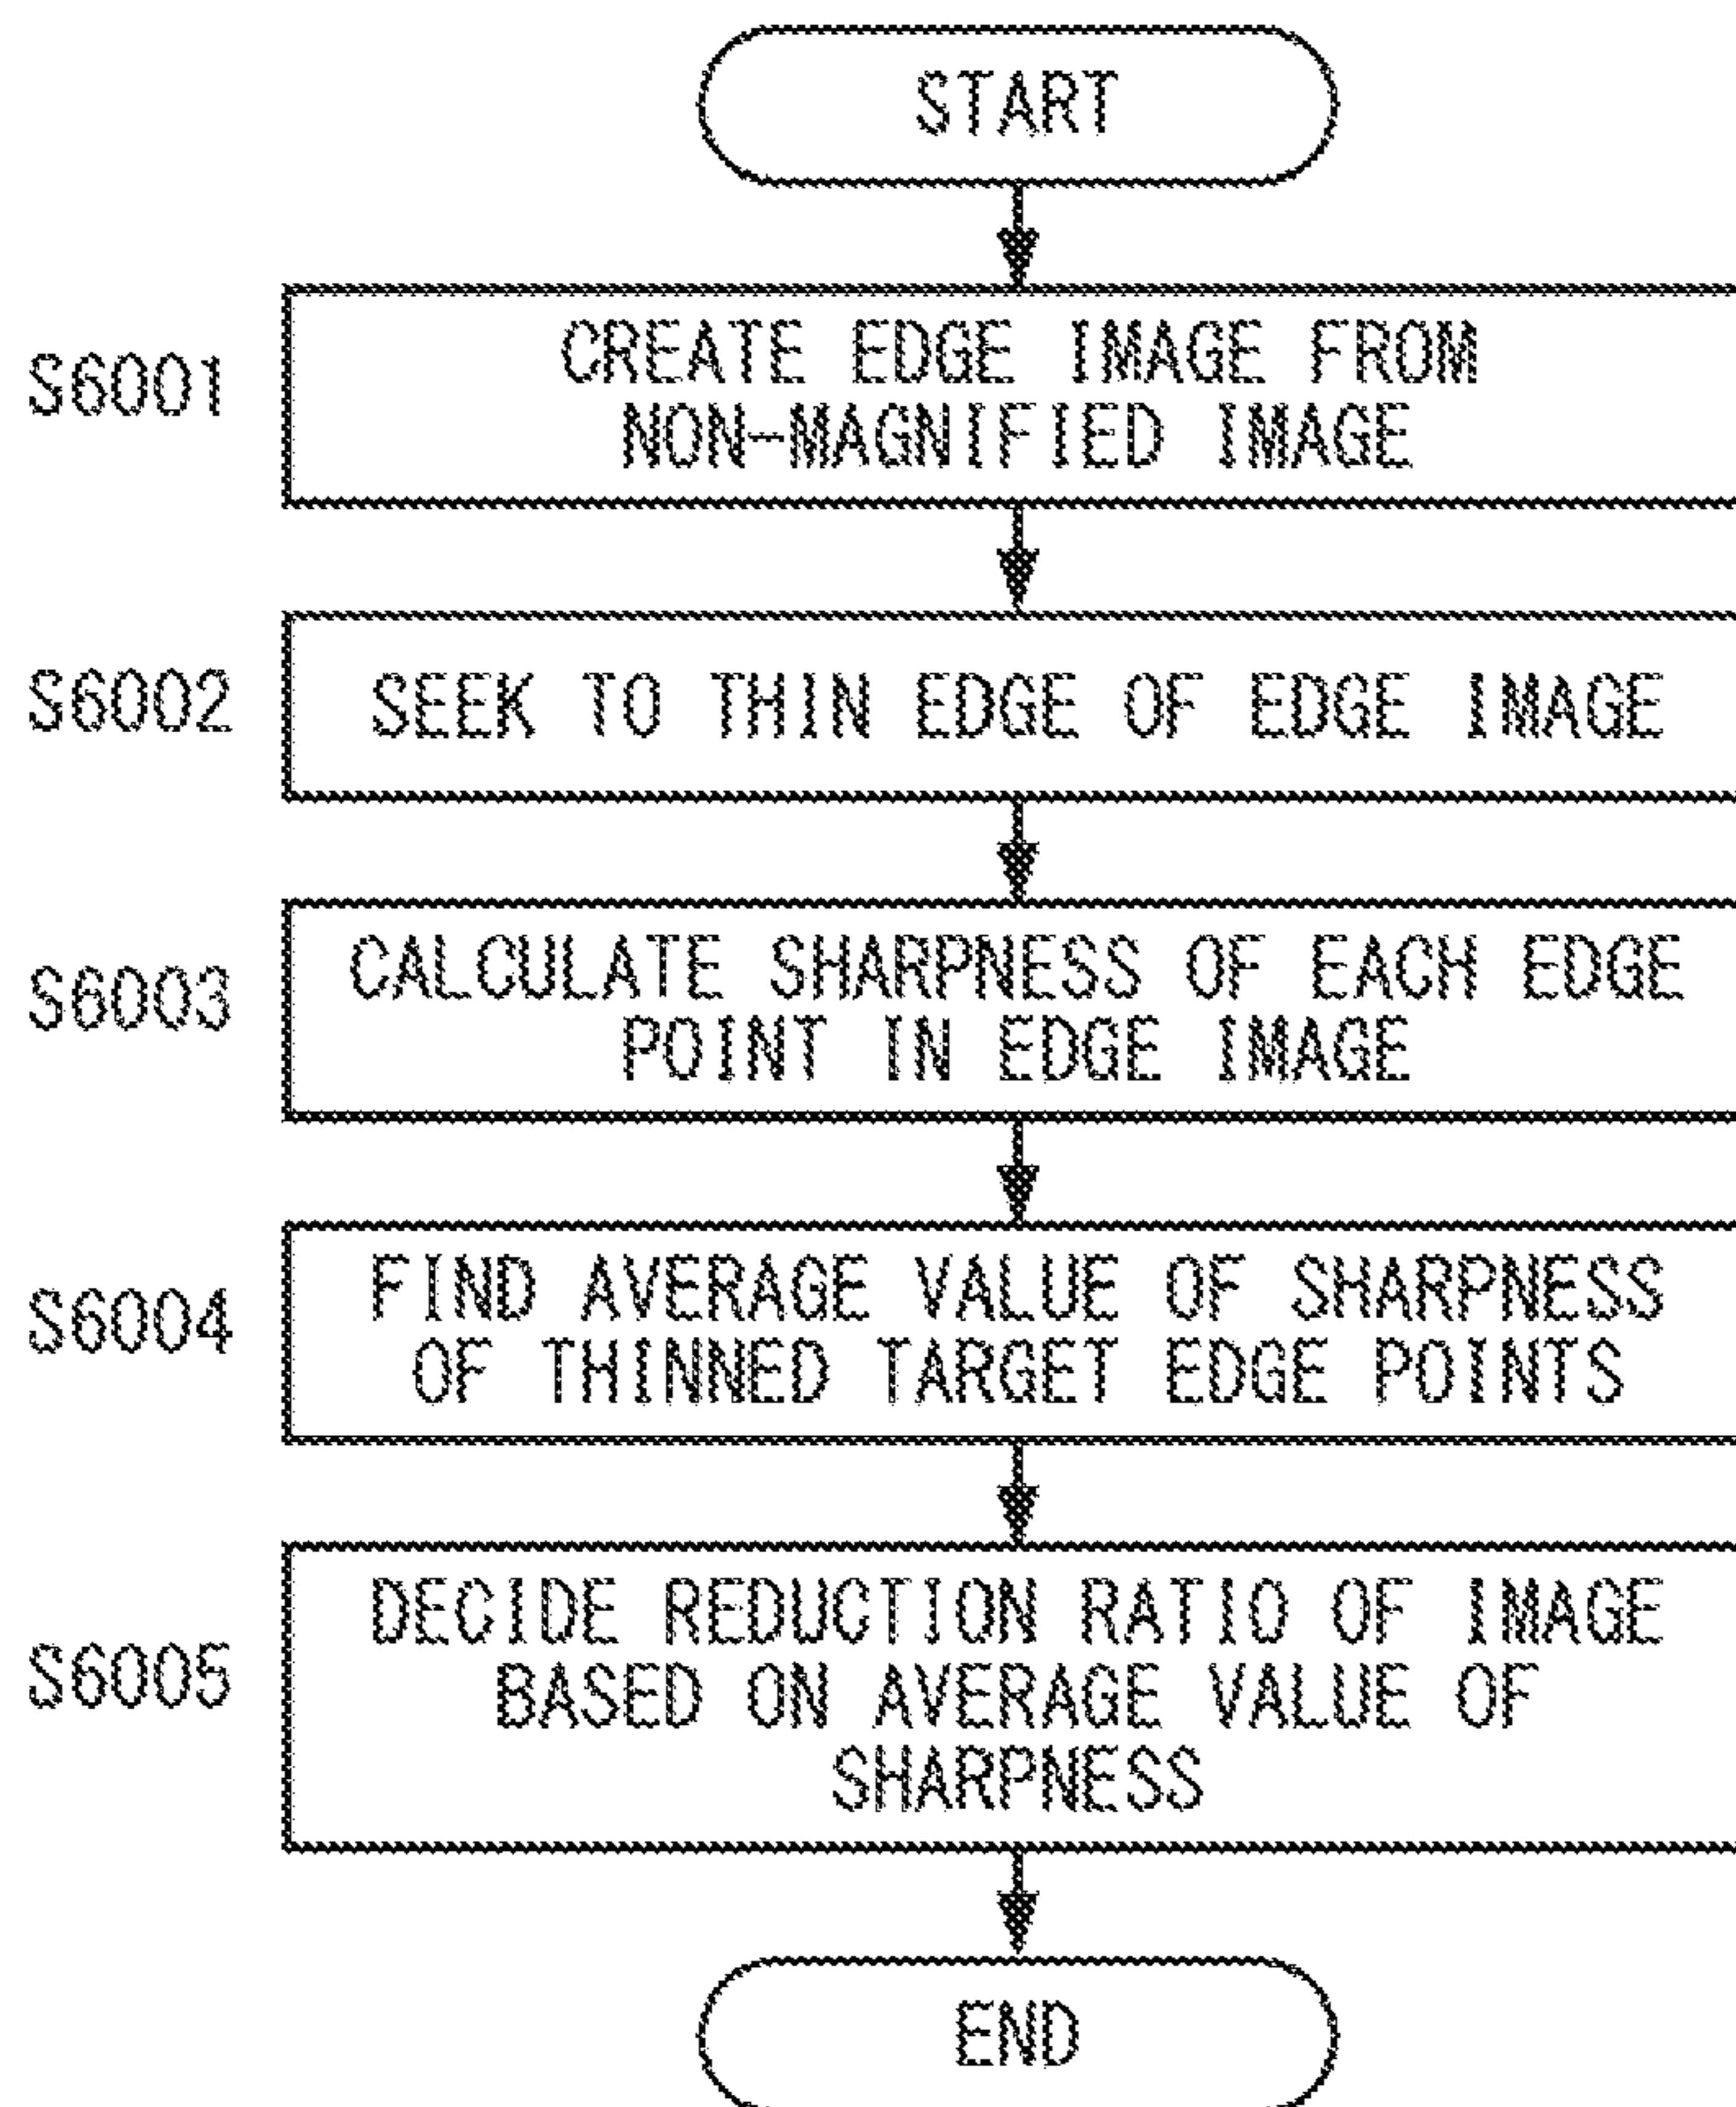 START
S6001
CREATE EDGE IMAGE FROM
NON-MAGNIFIED IMAGE
S6002
SEEK TO THIN EDGE OF EDGE IMAGE
S6003
CALCULATE SHARPNESS OF EACH EDGE
POINT IN EDGE IMAGE
S6004
FIND AVERAGE VALUE OF SHARPNESS
OF THINNED TARGET EDGE POINTS
S6005
DECIDE REDUCTION RATIO OF IMAGE
BASED ON AVERAGE VALUE OF
SHARPNESS
END